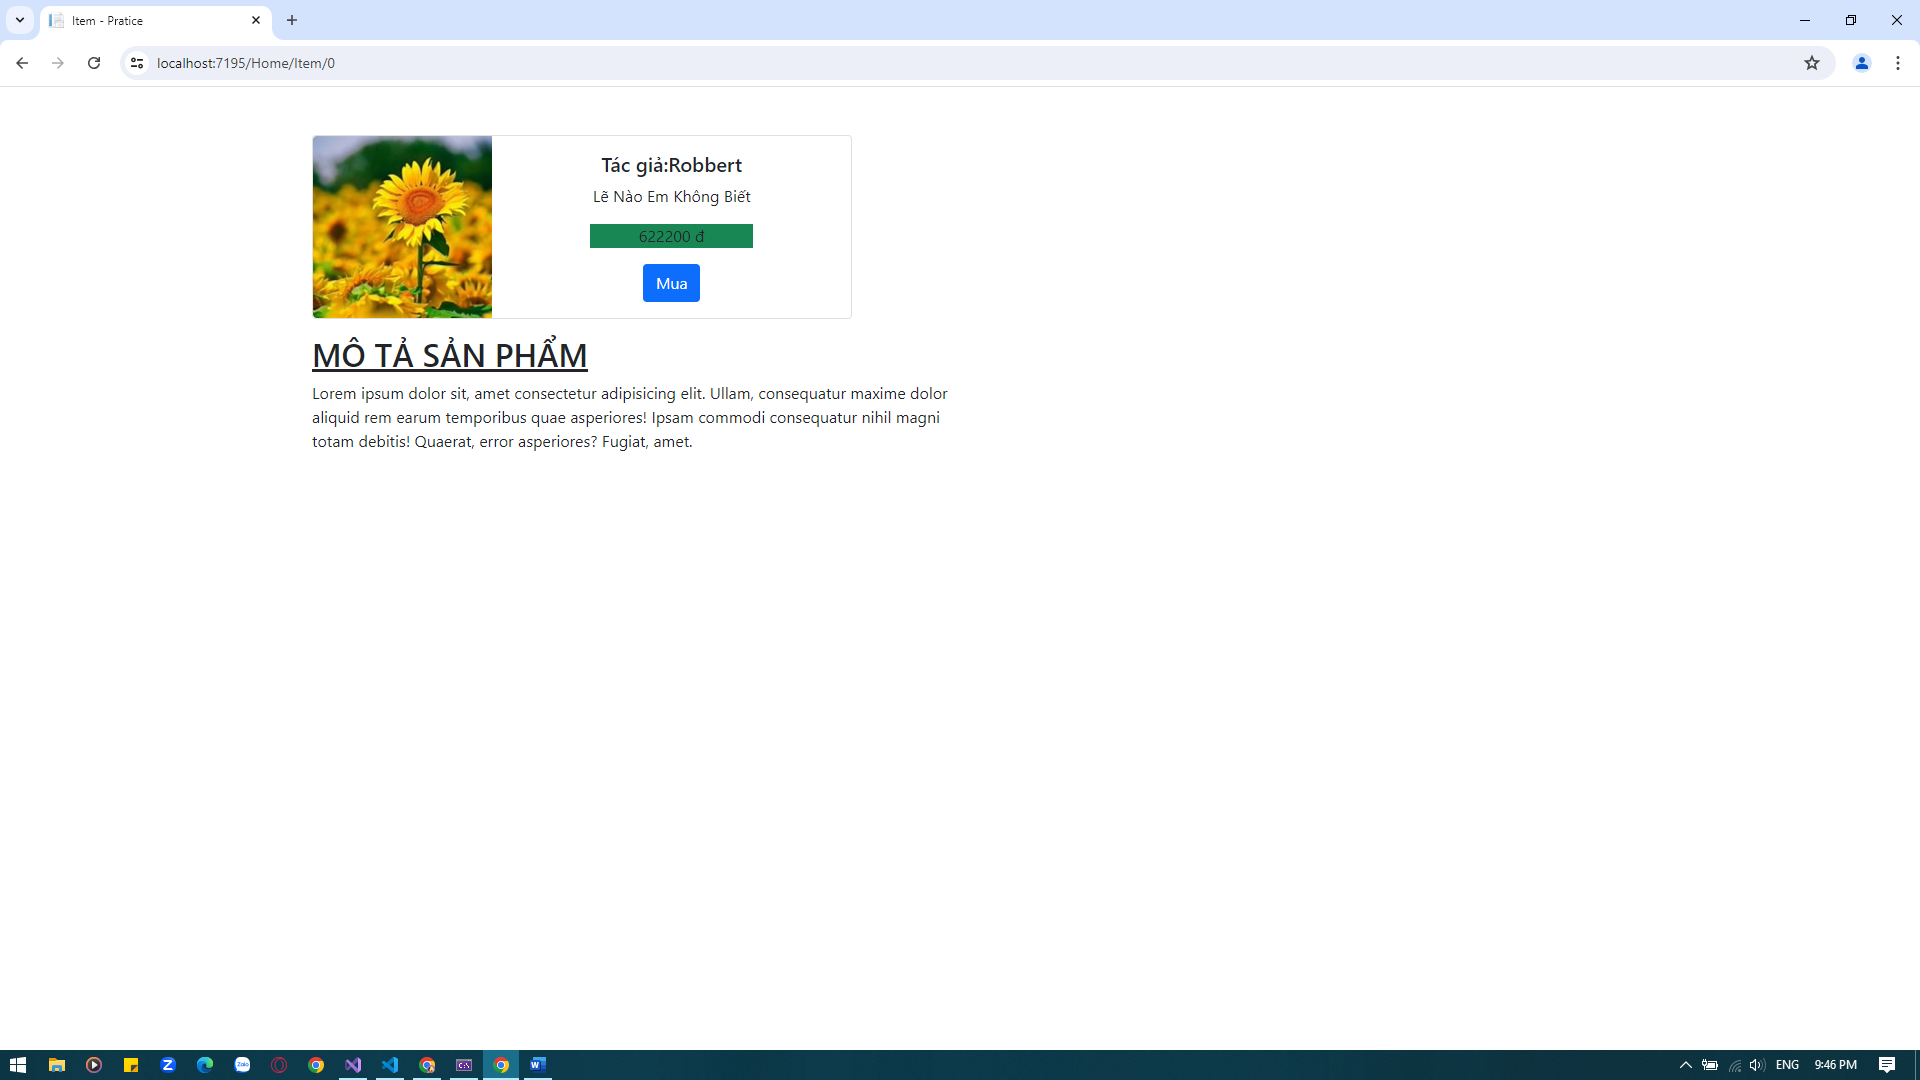 Item - Pratice
localhost:7195/Home/Item/0
Tác giả:Robbert
Lẽ Nào Em Không Biết
622200 đ
Mua
MÔ TẢ SẢN PHẨM
Lorem ipsum dolor sit, amet consectetur adipisicing elit. Ullam, consequatur maxime dolor
aliquid rem earum temporibus quae asperiores! Ipsam commodi consequatur nihil magni
totam debitis! Quaerat, error asperiores? Fugiat, amet.
ENG
9:46 PM